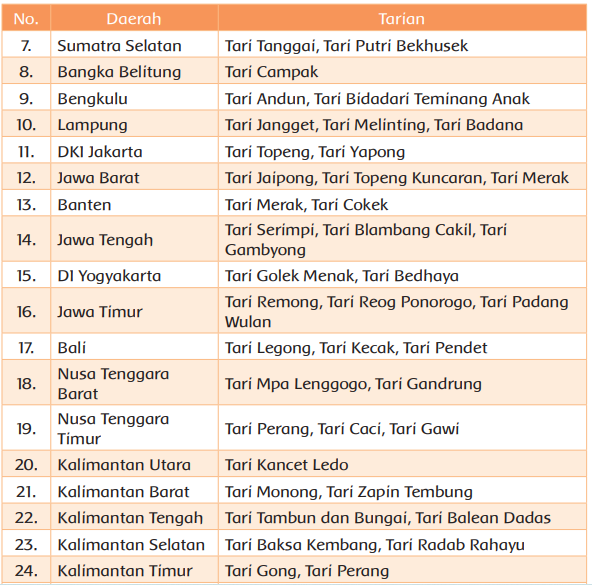 No. Daerah Tarian
7. Sumatra Selatan Tari Tanggai, Tari Putri Bekhusek
8. Bangka Belitung Tari Campak
9. Bengkulu Tari Andun, Tari Bidadari Teminang Anak
10. Lampung Tari Jangget, Tari Melinting, Tari Badana
11. DKI Jakarta Tari Topeng, Tari Yapong
12. Jawa Barat Tari Jaipong, Tari Topeng Kuncaran, Tari Merak
13. Banten Tari Merak, Tari Cokek
14. Jawa Tengah Tari Serimpi, Tari Blambang Cakil, Tari
Gambyong
15. DI Yogyakarta Tari Golek Menak, Tari Bedhaya
16. Jawa Timur Tari Remong, Tari Reog Ponorogo, Tari Padang
Wulan
17. Bali Tari Legong, Tari Kecak, Tari Pendet
18. Nusa Tenggara
Barat Tari Mpa Lenggogo, Tari Gandrung
19. Nusa Tenggara
Timur Tari Perang, Tari Caci, Tari Gawi
20. Kalimantan Utara Tari Kancet Ledo
21. Kalimantan Barat Tari Monong, Tari Zapin Tembung
22. Kalimantan Tengah Tari Tambun dan Bungai, Tari Balean Dadas
23. Kalimantan Selatan Tari Baksa Kembang, Tari Radab Rahayu
24. Kalimantan Timur Tari Gong, Tari Perang